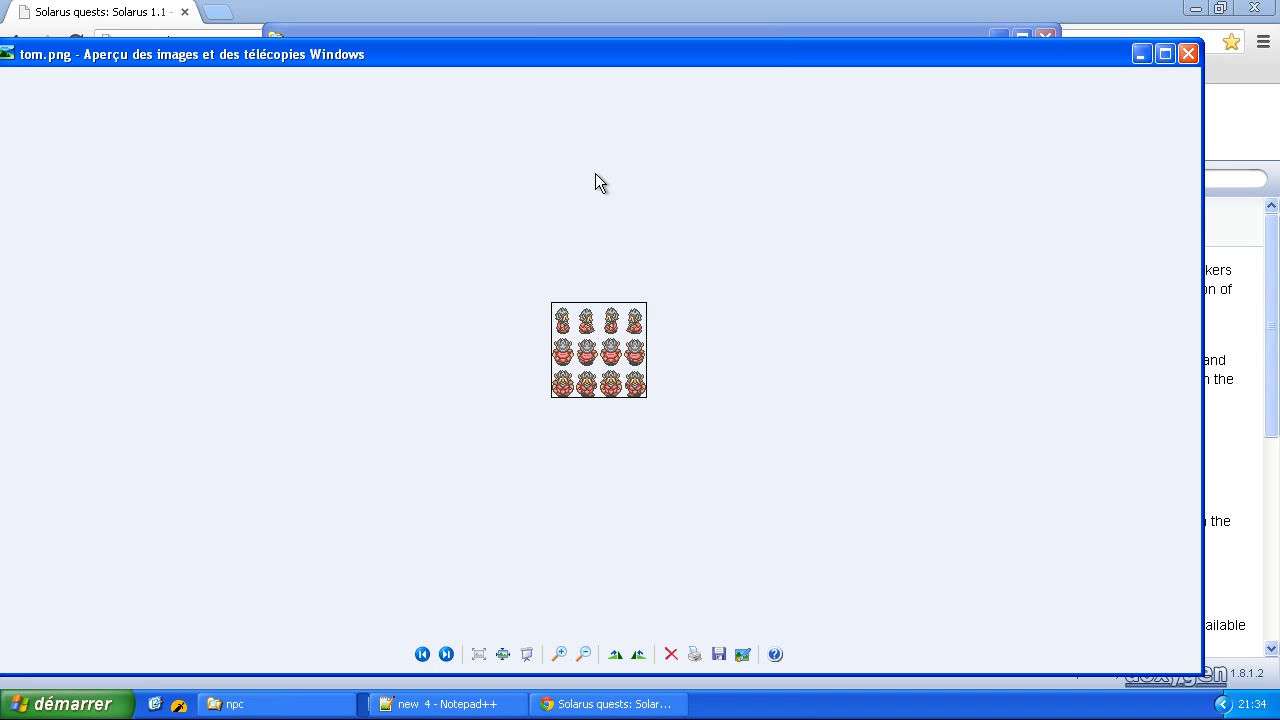 Solarus quests: Solarus 1.1 -
tom.png - Aperçu des images et des télécopies Windows
kers
on of
and
n the
n the
ailable
doxygen 1.8.1.2
démarrer
npc
new 4 - Notepad++
Solarus quests: Solar...
21:34